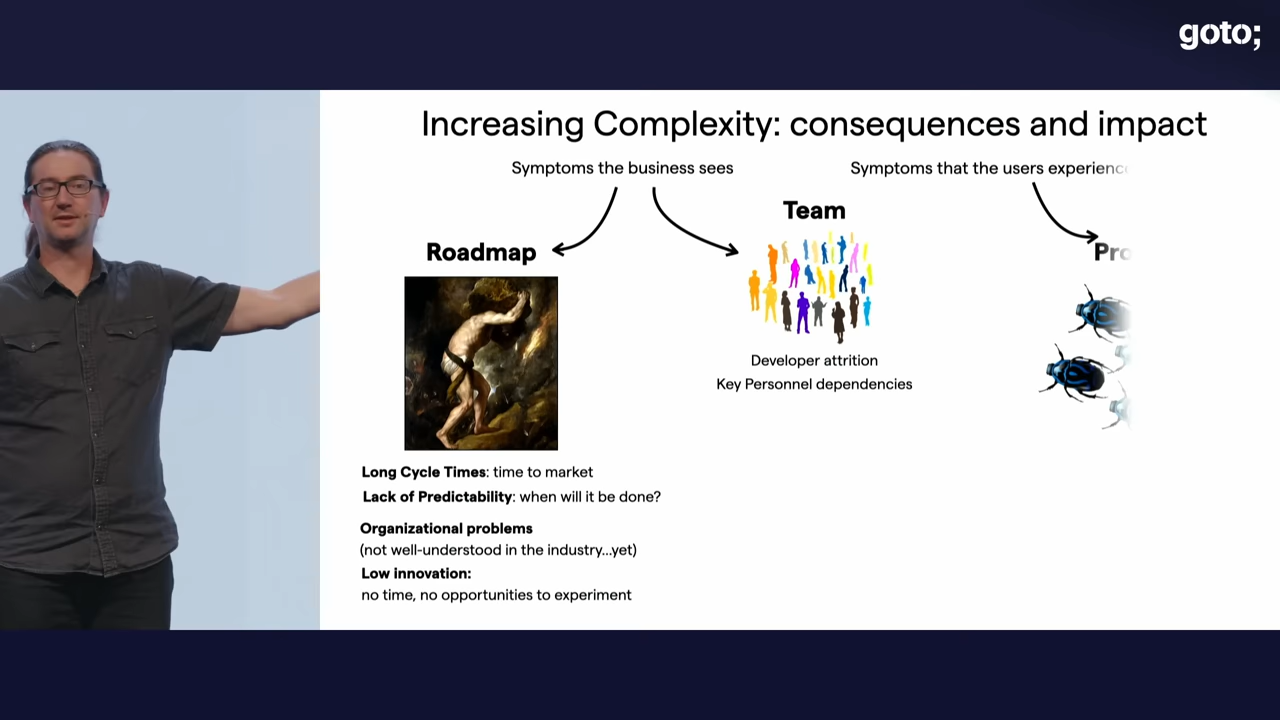 goto;
Increasing Complexity: consequences and impact
Symptoms the business sees
Symptoms that the users experience
Team
Roadmap
Developer attrition
Key Personnel dependencies
Long Cycle Times: time to market
Lack of Predictability: when will it be done?
Organizational problems
(not well-understood in the industry...yet)
Low innovation:
no time, no opportunities to experiment